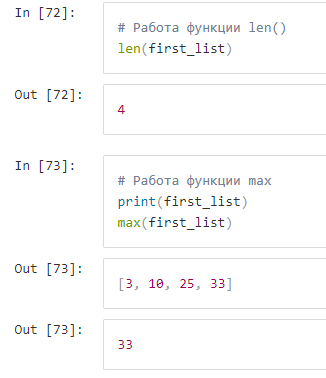 In [72]:
# Работа функции len()
len(first_list)
Out [72]:
4
In [73]:
# Работа функции max
print(first_list)
max(first_list)
Out [73]:
[3, 10, 25, 33]
Out [73]:
33